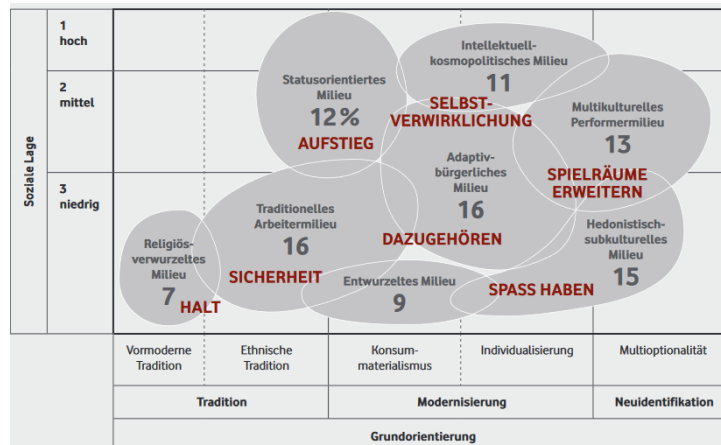 Soziale Lage
1
hoch
2
mittel
3
niedrig
Statusorientiertes
Milieu
12 %
AUFSTIEG
Intellektuell-
kosmopolitisches Milieu
11
SELBST-
VERWIRKLICHUNG
Multikulturelles
Performermilieu
13
SPIELRÄUME
ERWEITERN
Adaptiv-
bürgerliches
Milieu
16
DAZUGEHÖREN
Religiös-
verwurzeltes
Milieu
7
HALT
Traditionelles
Arbeitermilieu
16
SICHERHEIT
Entwurzeltes Milieu
9
Hedonistisch-
subkulturelles
Milieu
15
SPASS HABEN
Vormoderne
Tradition
Ethnische
Tradition
Konsum-
materialismus
Individualisierung
Multioptionalität
Tradition
Modernisierung
Neuidentifikation
Grundorientierung